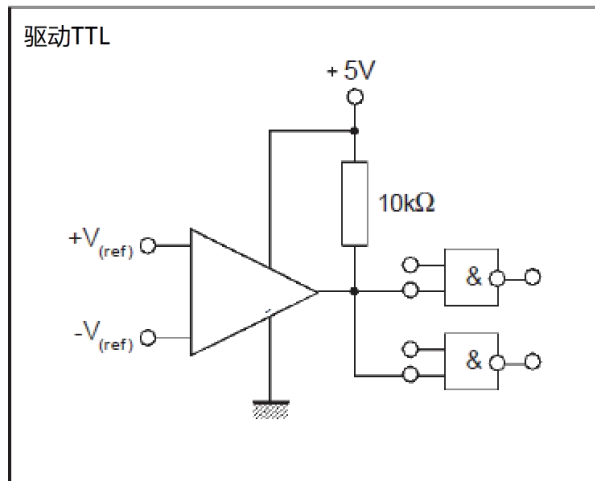 驱动TTL
+5V
10kΩ
+V(ref)
-V(ref)
&
&